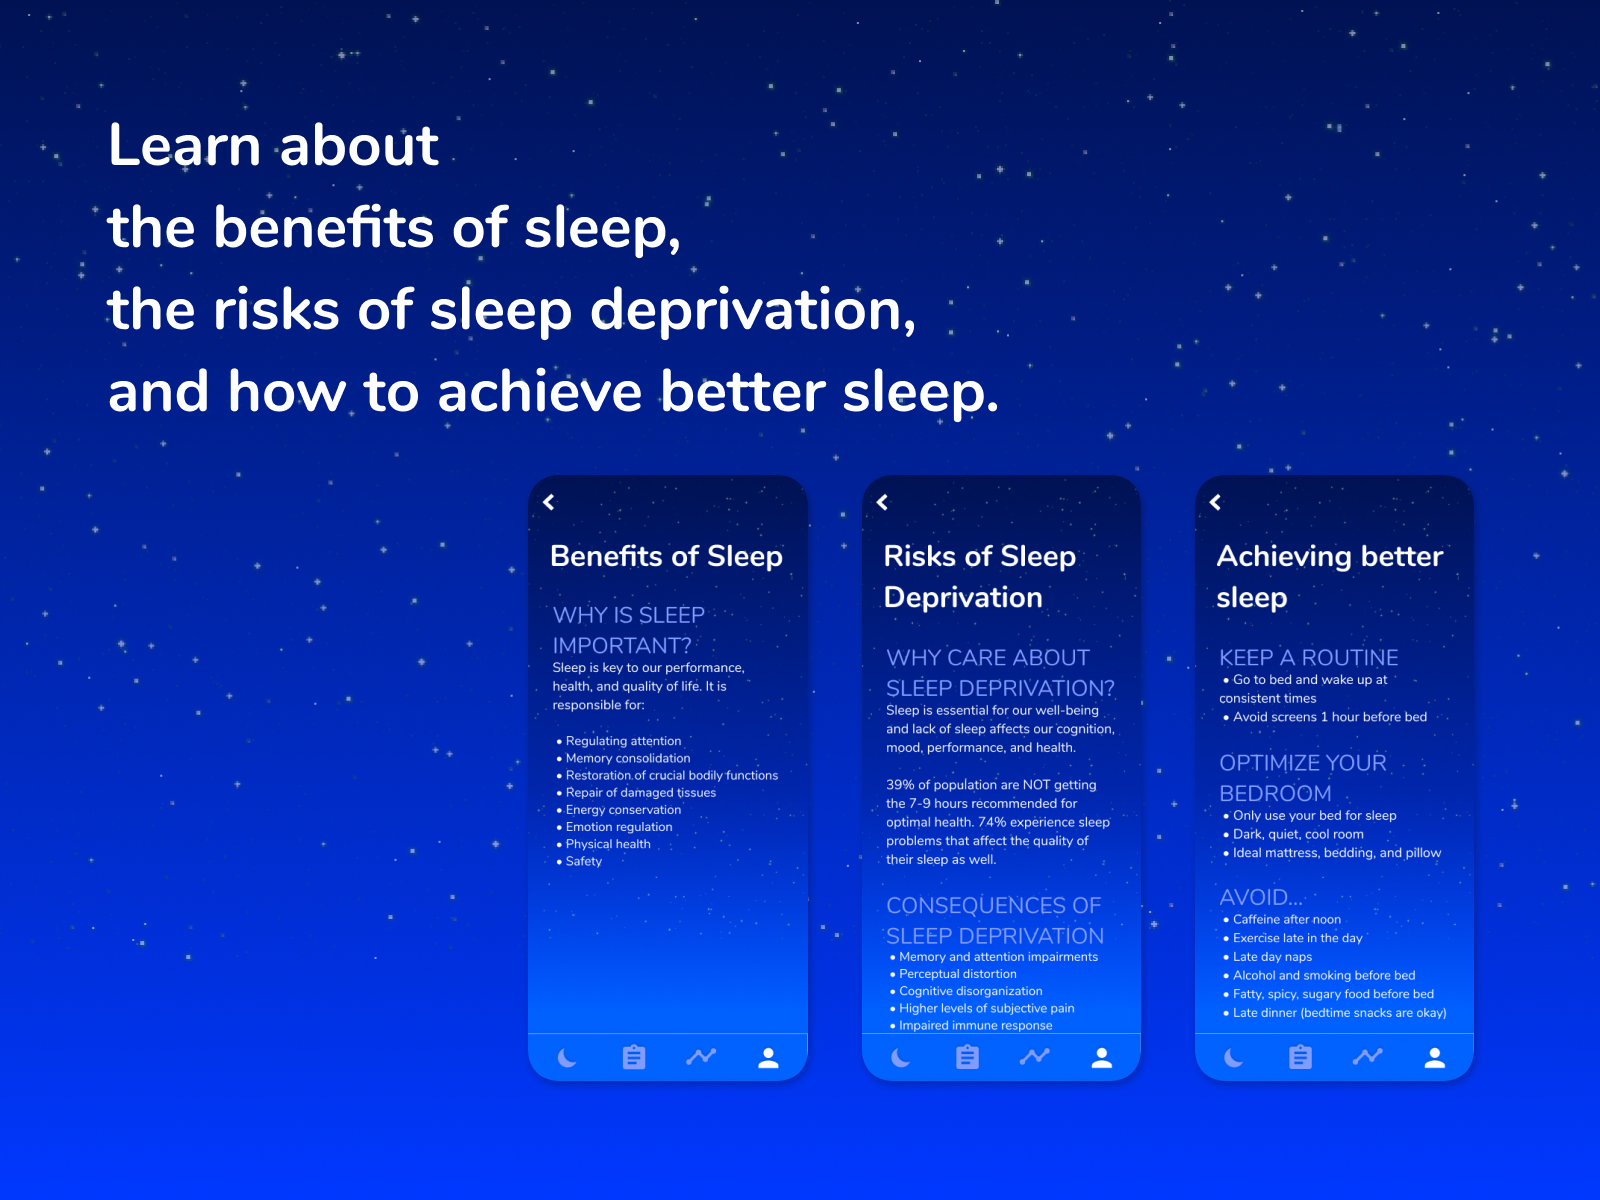 Learn about
the benefits of sleep,
the risks of sleep deprivation,
and how to achieve better sleep.
Benefits of Sleep
WHY IS SLEEP
IMPORTANT?
Sleep is key to our performance,
health, and quality of life. It is
responsible for:
• Regulating attention
• Memory consolidation
• Restoration of crucial bodily functions
• Repair of damaged tissues
• Energy conservation
• Emotion regulation
• Physical health
• Safety
Risks of Sleep
Deprivation
WHY CARE ABOUT
SLEEP DEPRIVATION?
Sleep is essential for our well-being
and lack of sleep affects our cognition,
mood, performance, and health.
39% of population are NOT getting
the 7-9 hours recommended for
optimal health. 74% experience sleep
problems that affect the quality of
their sleep as well.
CONSEQUENCES OF
SLEEP DEPRIVATION
• Memory and attention impairments
• Perceptual distortion
• Cognitive disorganization
• Higher levels of subjective pain
• Impaired immune response
Achieving better
sleep
KEEP A ROUTINE
• Go to bed and wake up at
consistent times
• Avoid screens 1 hour before bed
OPTIMIZE YOUR
BEDROOM
• Only use your bed for sleep
• Dark, quiet, cool room
• Ideal mattress, bedding, and pillow
AVOID...
• Caffeine after noon
• Exercise late in the day
• Late day naps
• Alcohol and smoking before bed
• Fatty, spicy, sugary food before bed
• Late dinner (bedtime snacks are okay)